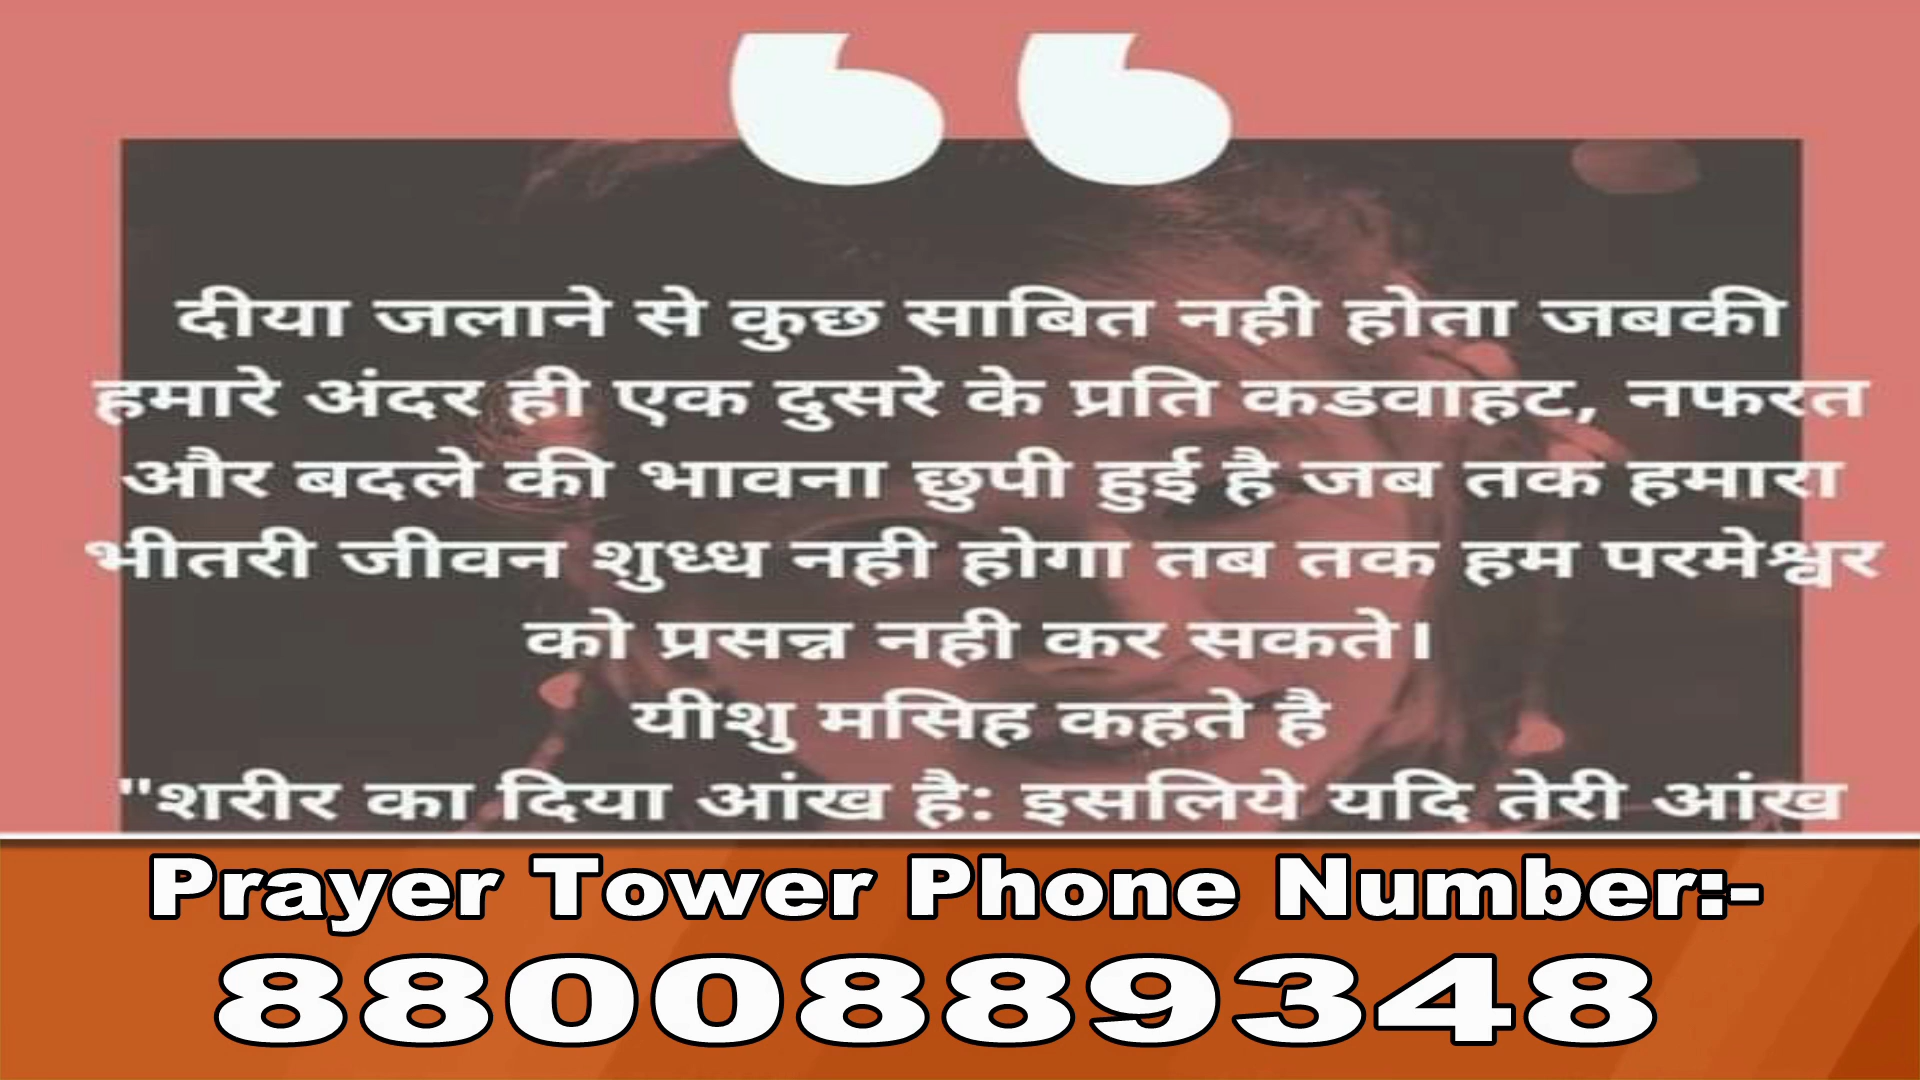 दीया जलाने से कुछ साबित नही होता जबकी
हमारे अंदर ही एक दुसरे के प्रति कडवाहट, नफरत
और बदले की भावना छुपी हुई है जब तक हमारा
भीतरी जीवन शुध्ध नही होगा तब तक हम परमेश्वर
को प्रसन्न नही कर सकते।
यीशु मसिह कहते है
"शरीर का दिया आंख है: इसलिये यदि तेरी आंख
Prayer Tower Phone Number:-
8800889348